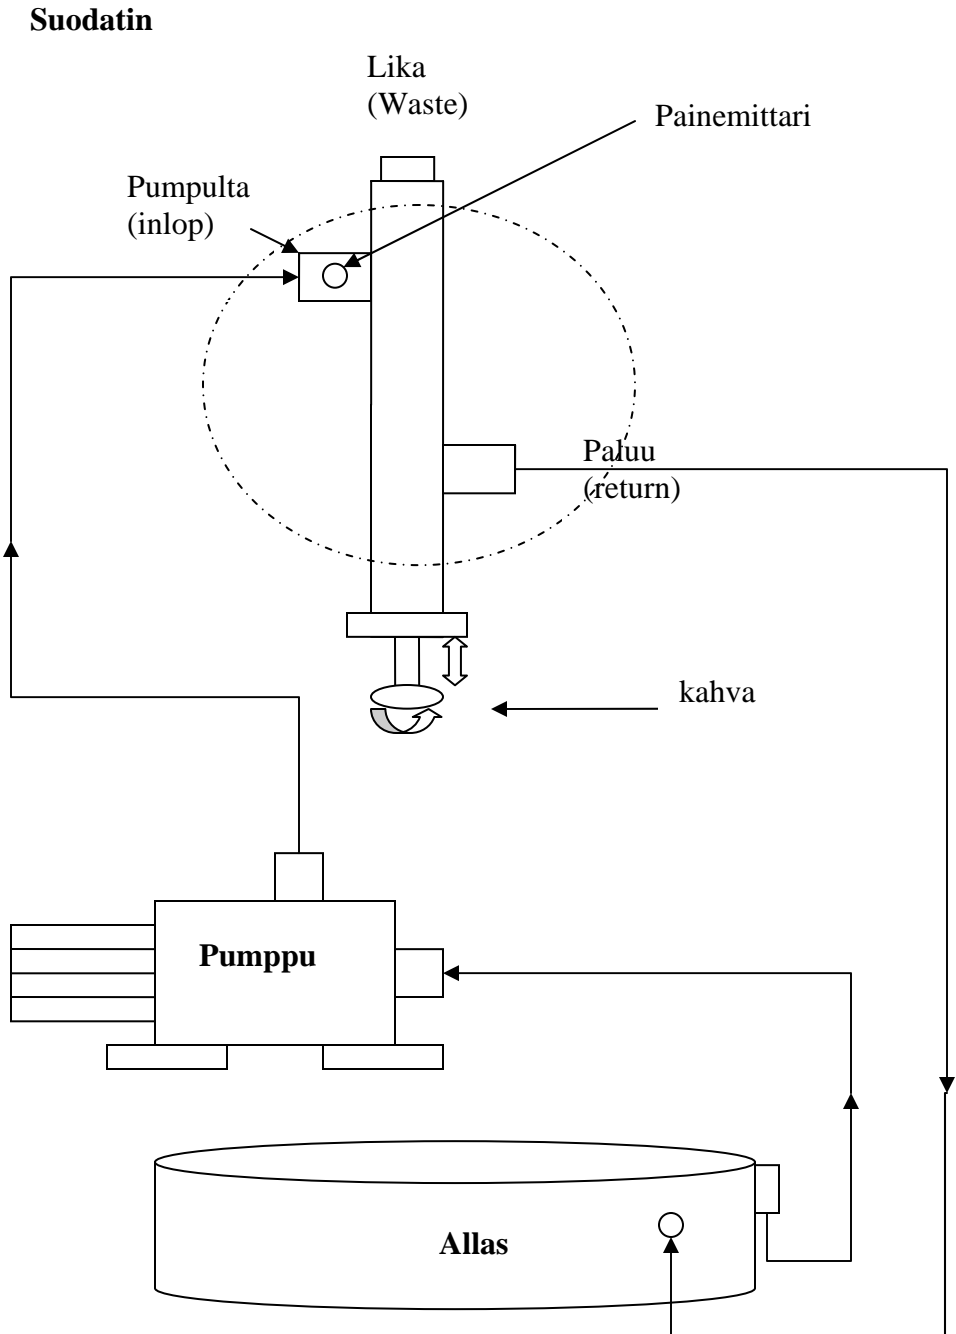 Suodatin
Lika
(Waste)
Painemittari
Pumpulta
(inlop)
Paluu
(return)
kahva
Pumppu
Allas